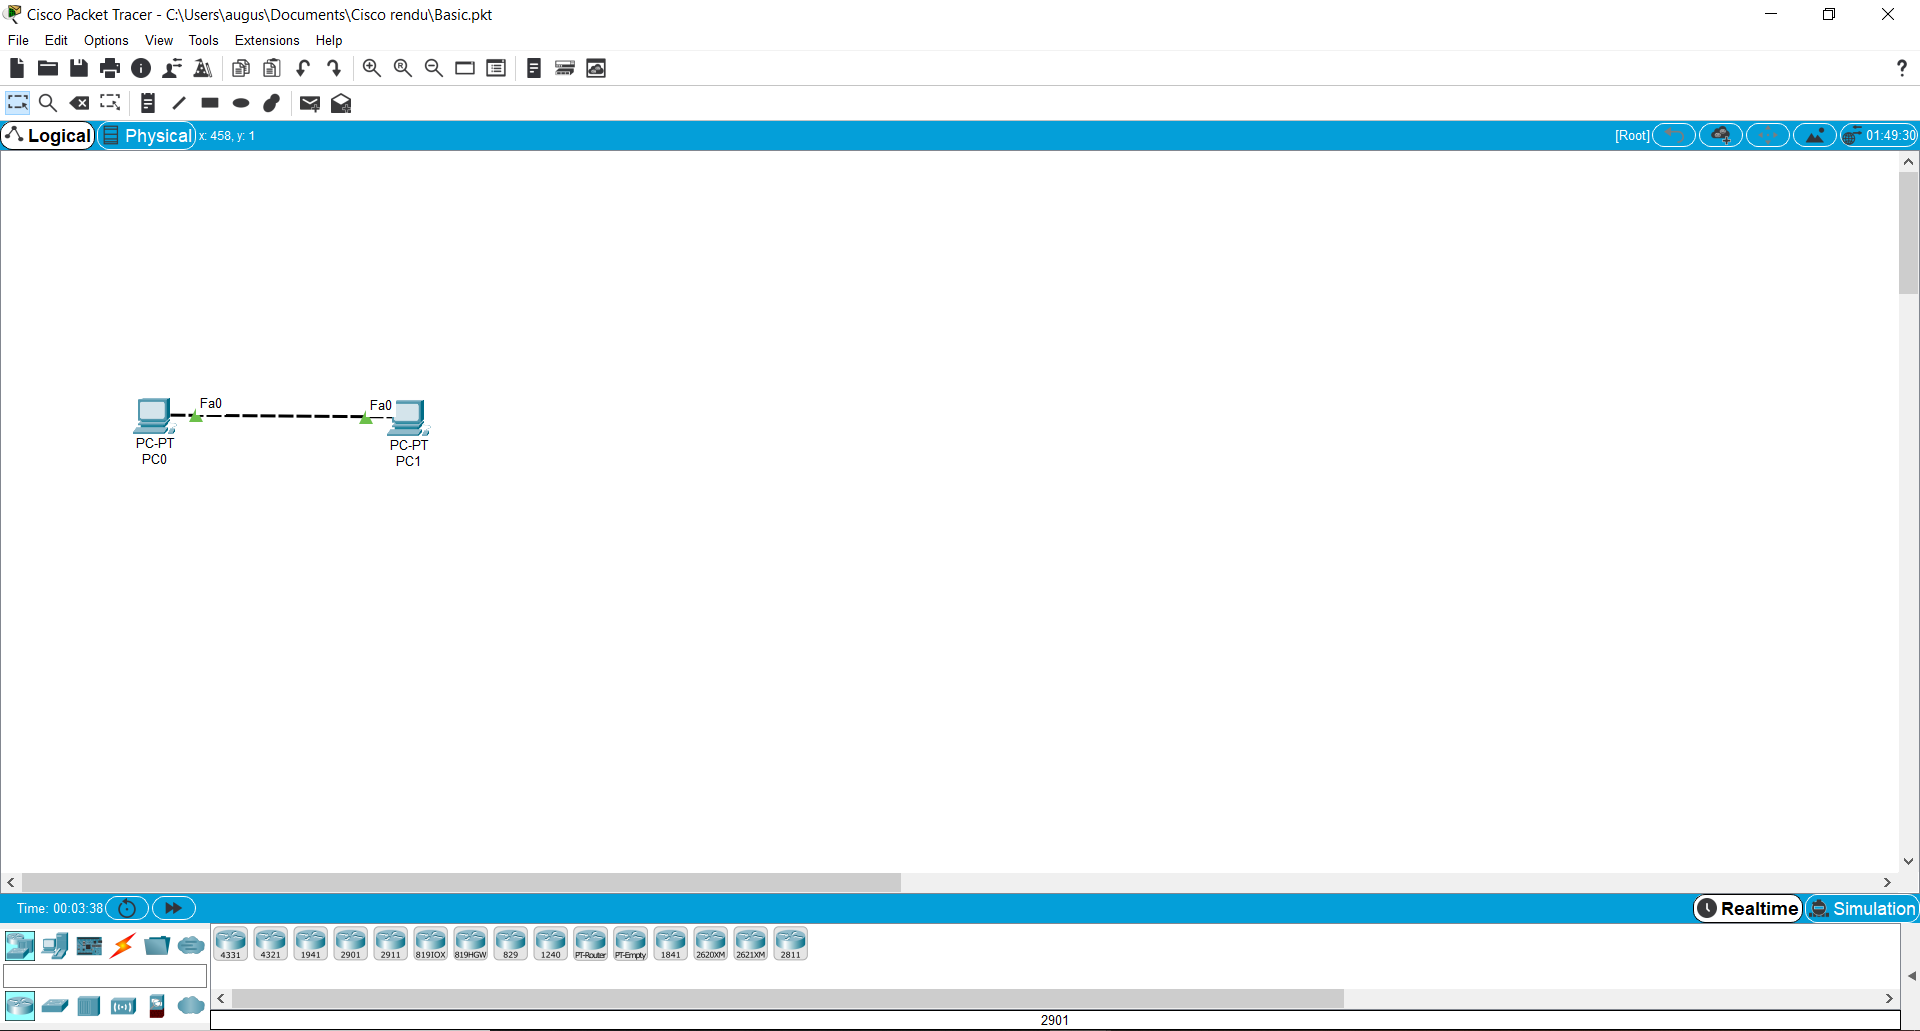 Cisco Packet Tracer - C:\Users\augus\Documents\Cisco rendu\Basic.pkt
File Edit Options View Tools Extensions Help
?
Logical Physical x: 458, y: 1 [Root] 01:49:30
Fa0 Fa0
PC-PT PC-PT
PC0 PC1
Time: 00:03:38 Realtime Simulation
4331 4321 1941 2901 2911 819IOX 819HGW 829 1240 PT-Router PT-Empty 1841 2620XM 2621XM 2811
2901